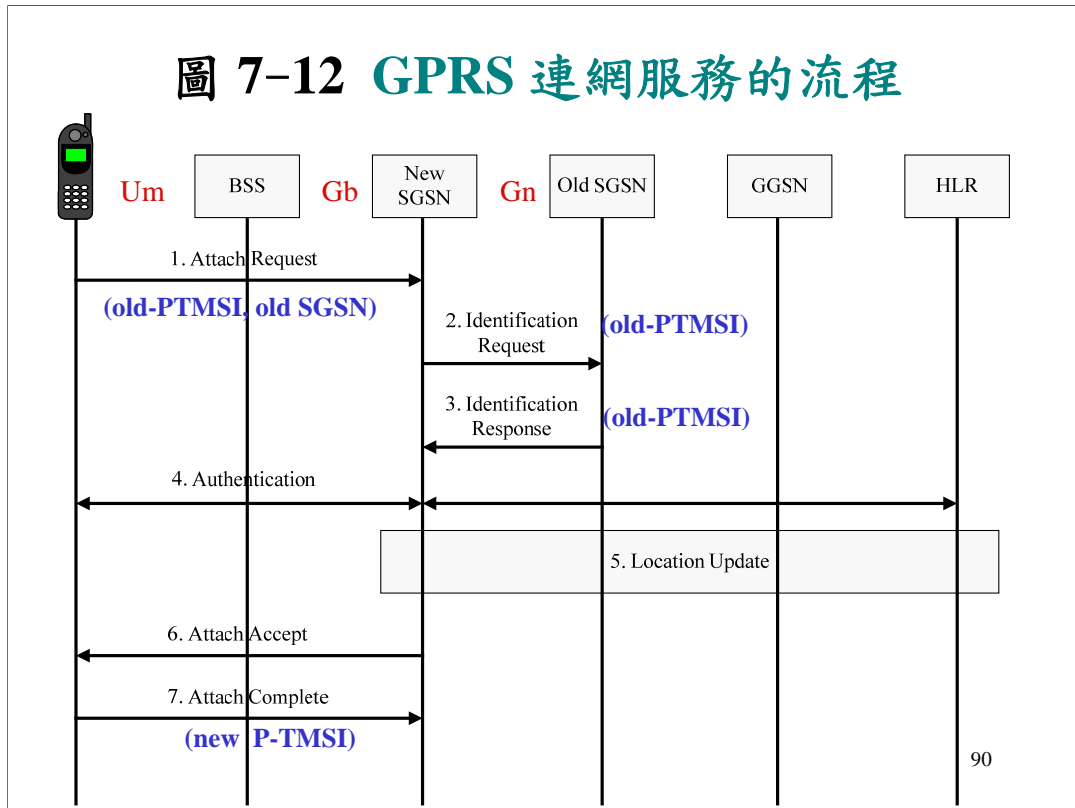 圖 7-12 GPRS 連網服務的流程
Um
BSS
Gb
New
SGSN
Gn
Old SGSN
GGSN
HLR
1. Attach Request
(old-PTMSI, old SGSN)
2. Identification
Request
(old-PTMSI)
3. Identification
Response
(old-PTMSI)
4. Authentication
5. Location Update
6. Attach Accept
7. Attach Complete
(new P-TMSI)
90